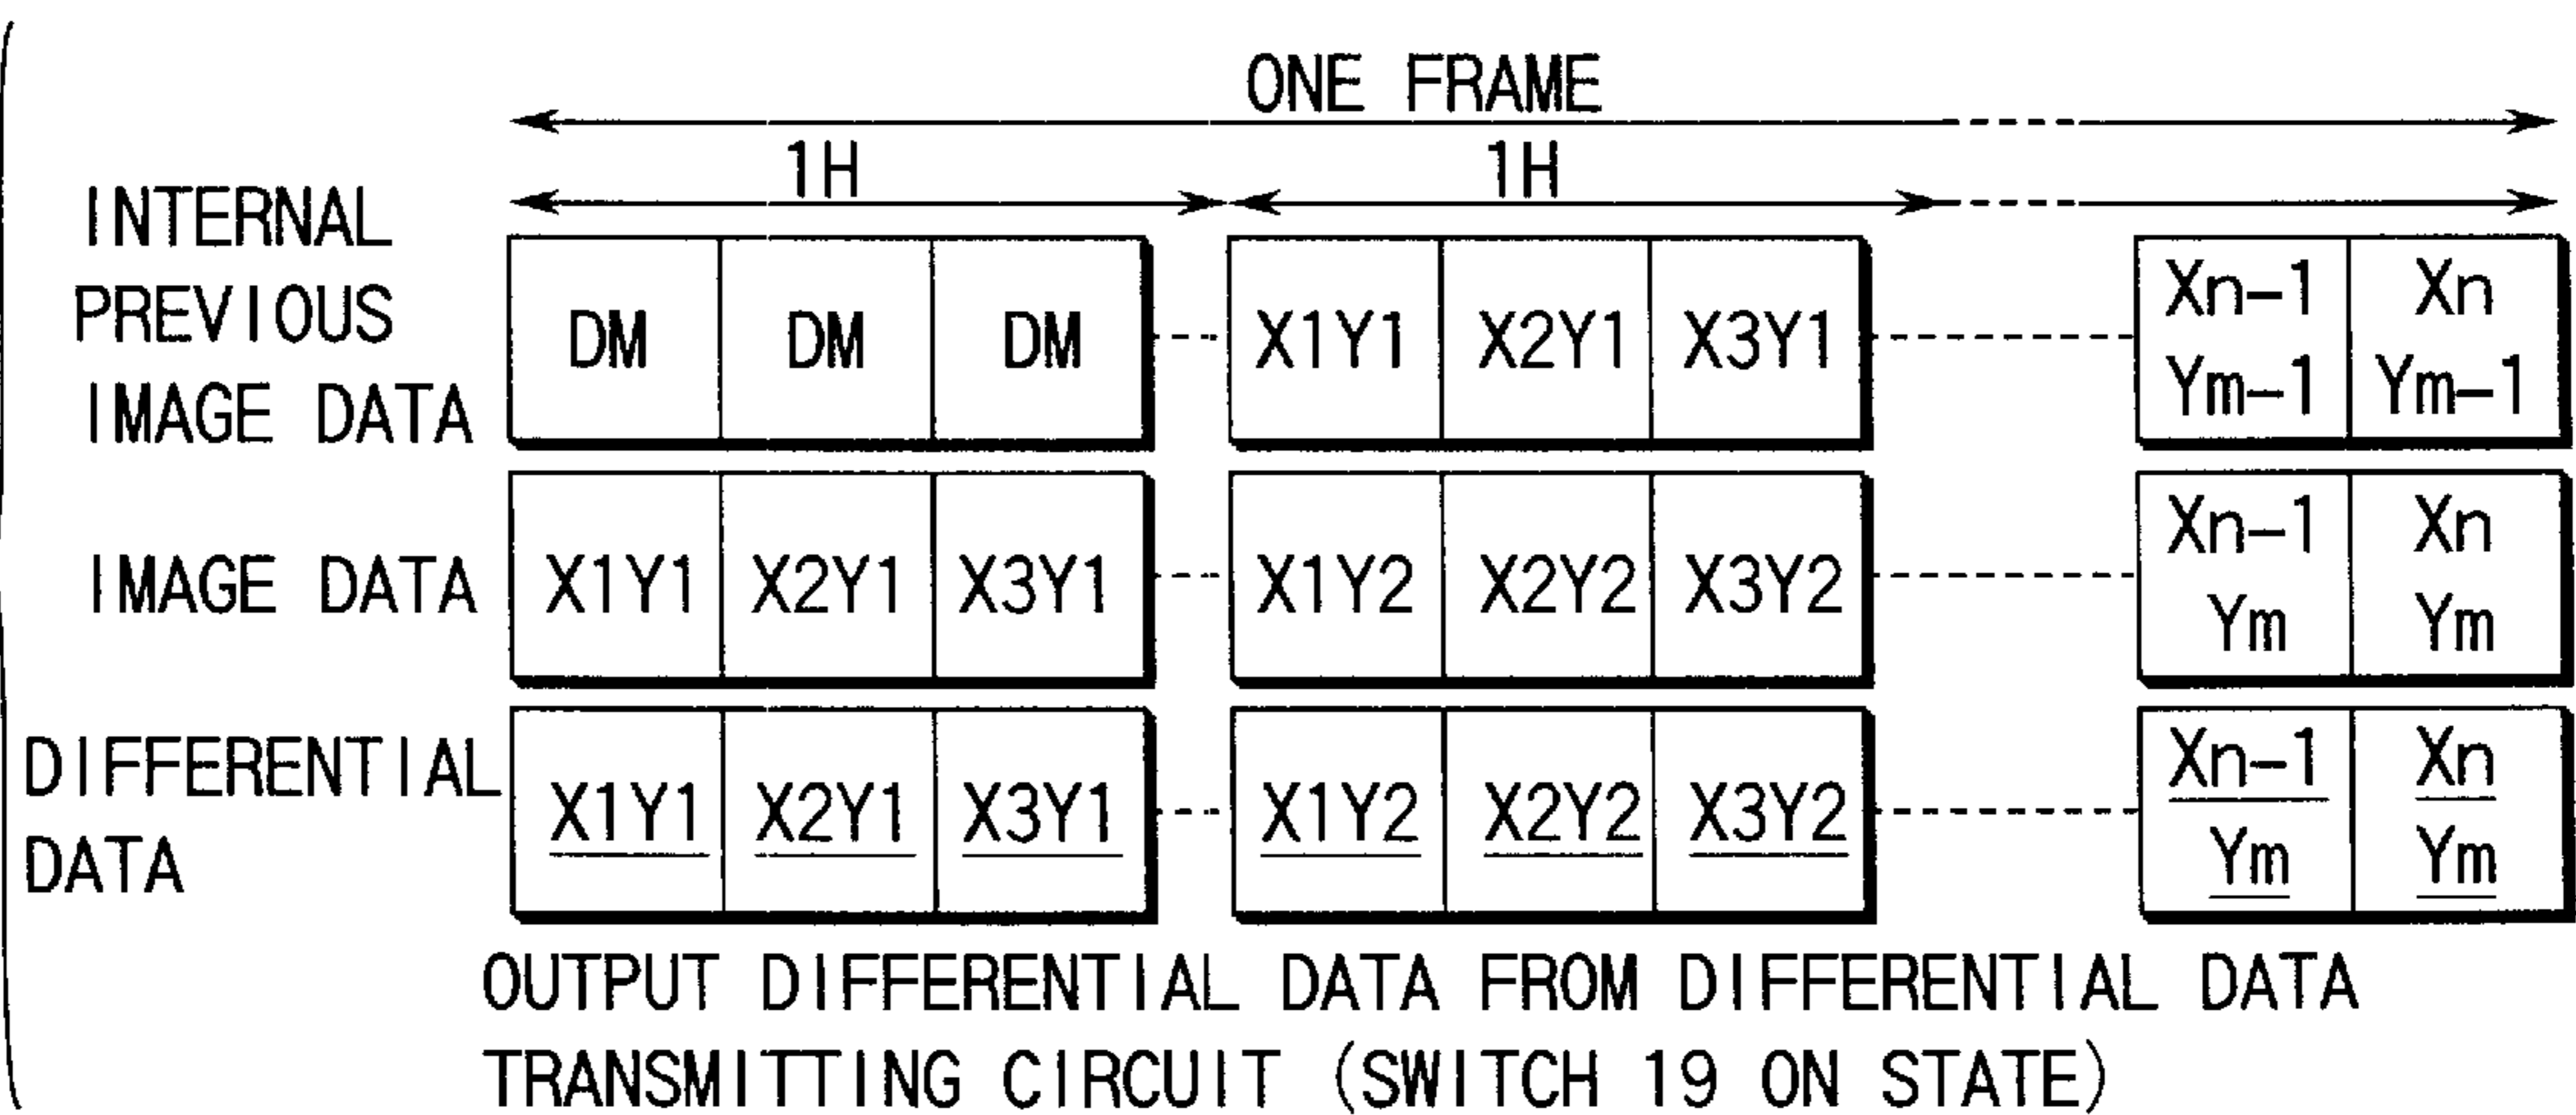 ONE FRAME
1H 1H
INTERNAL
PREVIOUS
IMAGE DATA
DM DM DM X1Y1 X2Y1 X3Y1 Xn-1 Xn
Ym-1 Ym-1
IMAGE DATA X1Y1 X2Y1 X3Y1 X1Y2 X2Y2 X3Y2 Xn-1 Xn
Ym Ym
DIFFERENTIAL
DATA
X1Y1 X2Y1 X3Y1 X1Y2 X2Y2 X3Y2 Xn-1 Xn
Ym Ym
OUTPUT DIFFERENTIAL DATA FROM DIFFERENTIAL DATA
TRANSMITTING CIRCUIT (SWITCH 19 ON STATE)